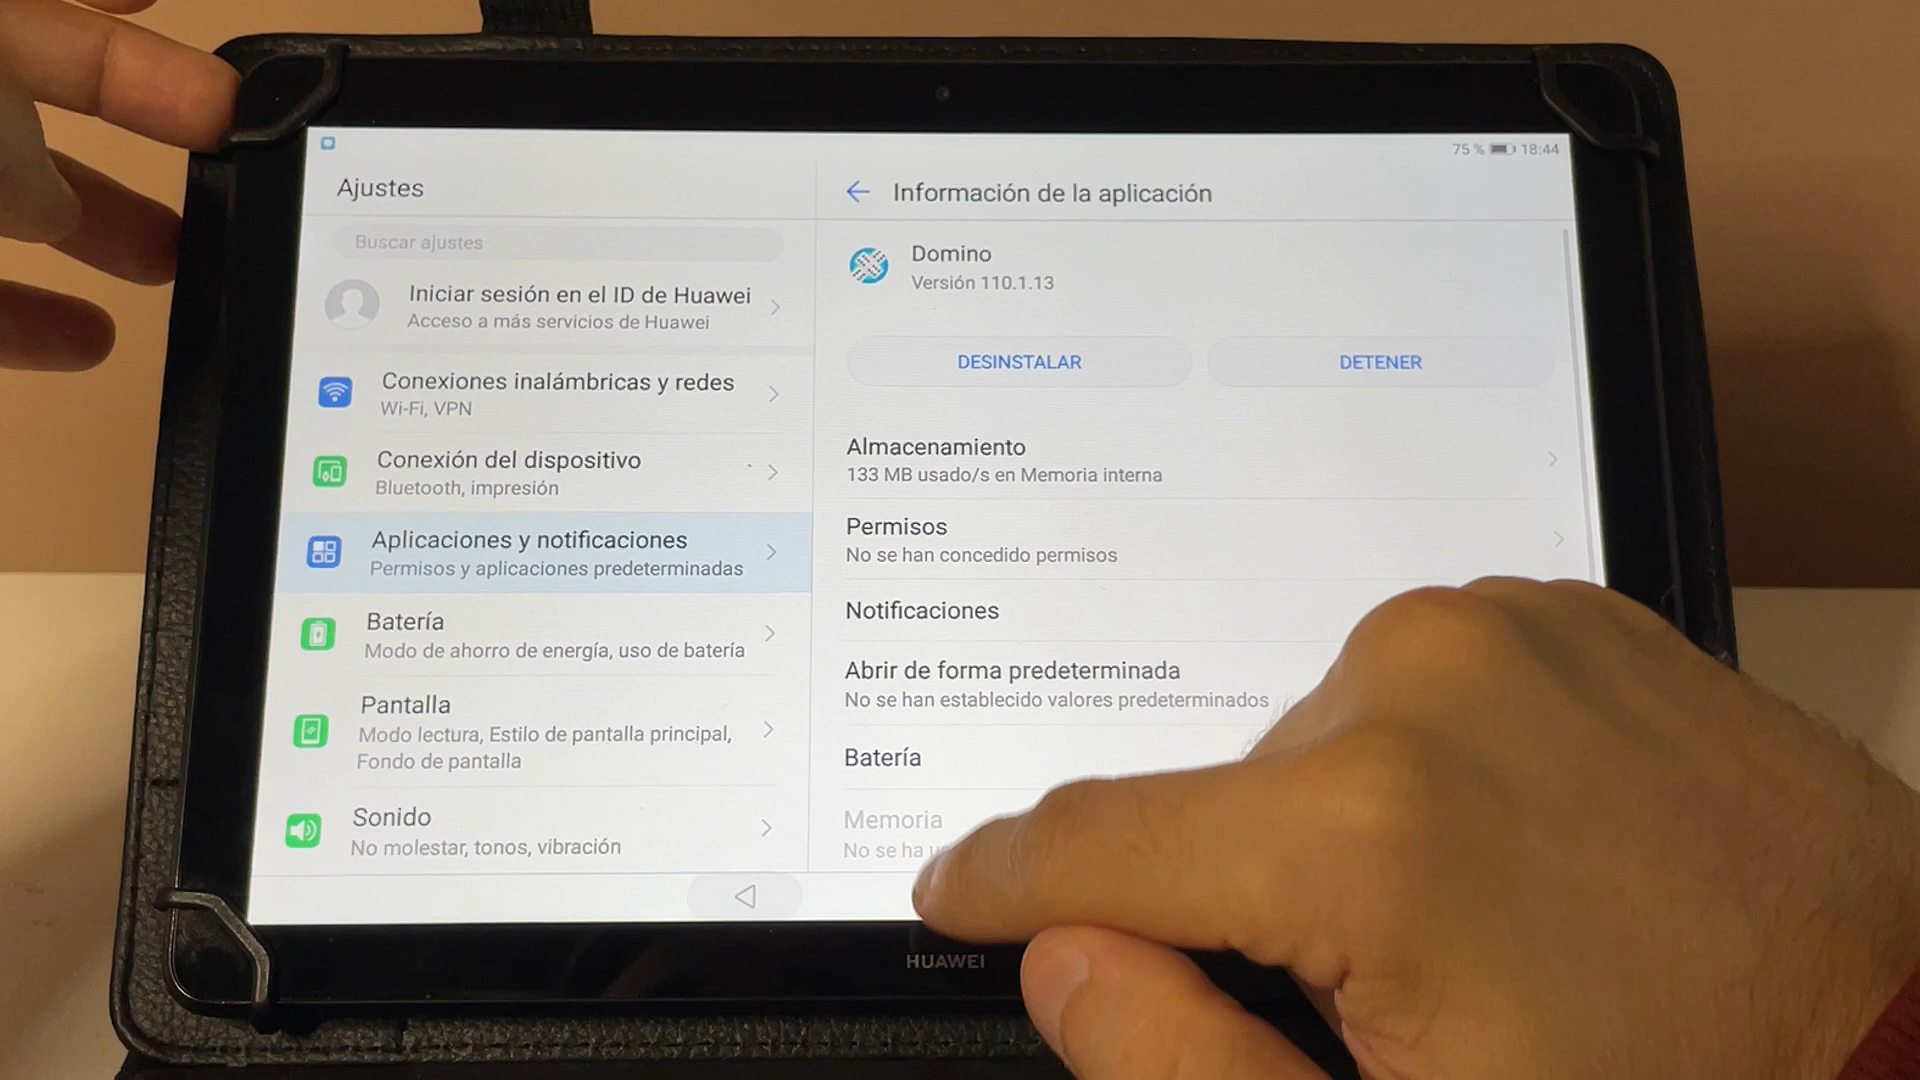 75 % 18:44
Ajustes
Buscar ajustes
Iniciar sesión en el ID de Huawei
Acceso a más servicios de Huawei
Conexiones inalámbricas y redes
Wi-Fi, VPN
Conexión del dispositivo
Bluetooth, impresión
Aplicaciones y notificaciones
Permisos y aplicaciones predeterminadas
Batería
Modo de ahorro de energía, uso de batería
Pantalla
Modo lectura, Estilo de pantalla principal,
Fondo de pantalla
Sonido
No molestar, tonos, vibración
Información de la aplicación
Domino
Versión 110.1.13
DESINSTALAR
DETENER
Almacenamiento
133 MB usado/s en Memoria interna
Permisos
No se han concedido permisos
Notificaciones
Abrir de forma predeterminada
No se han establecido valores predeterminados
Batería
Memoria
No se ha
HUAWEI